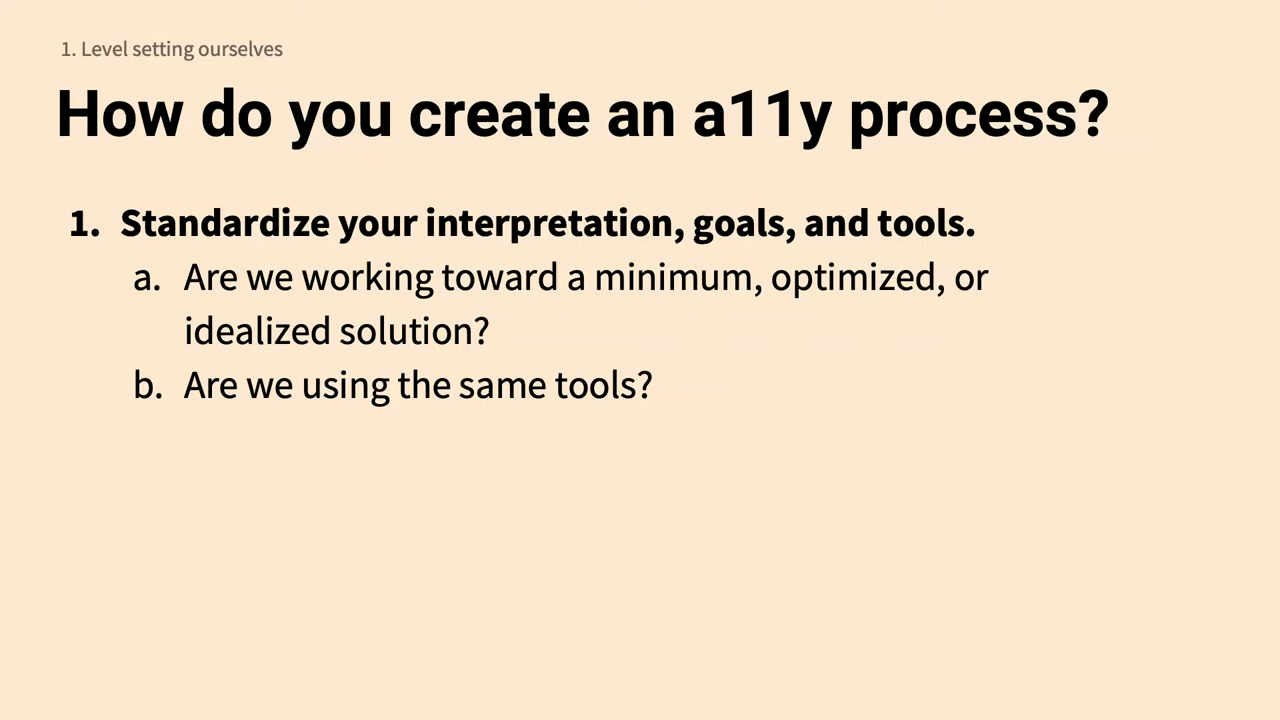 1. Level setting ourselves
How do you create an a11y process?
1. Standardize your interpretation, goals, and tools.
a. Are we working toward a minimum, optimized, or
idealized solution?
b. Are we using the same tools?